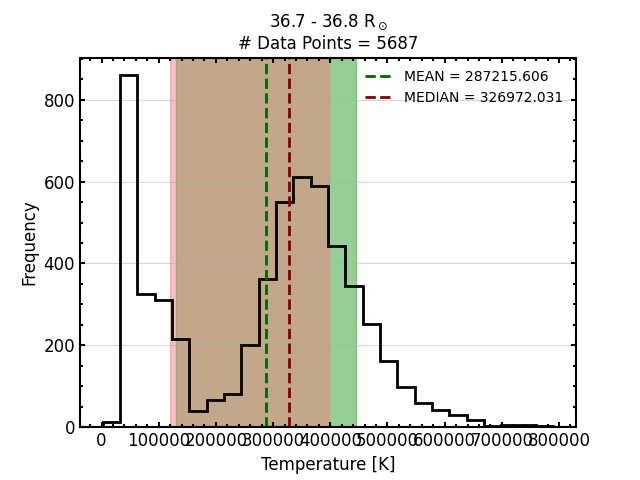 36.7 - 36.8 R⊙
# Data Points = 5687
MEAN = 287215.606
MEDIAN = 326972.031
Frequency
800
600
400
200
0
0 100000 200000 300000 400000 500000 600000 700000 800000
Temperature [K]